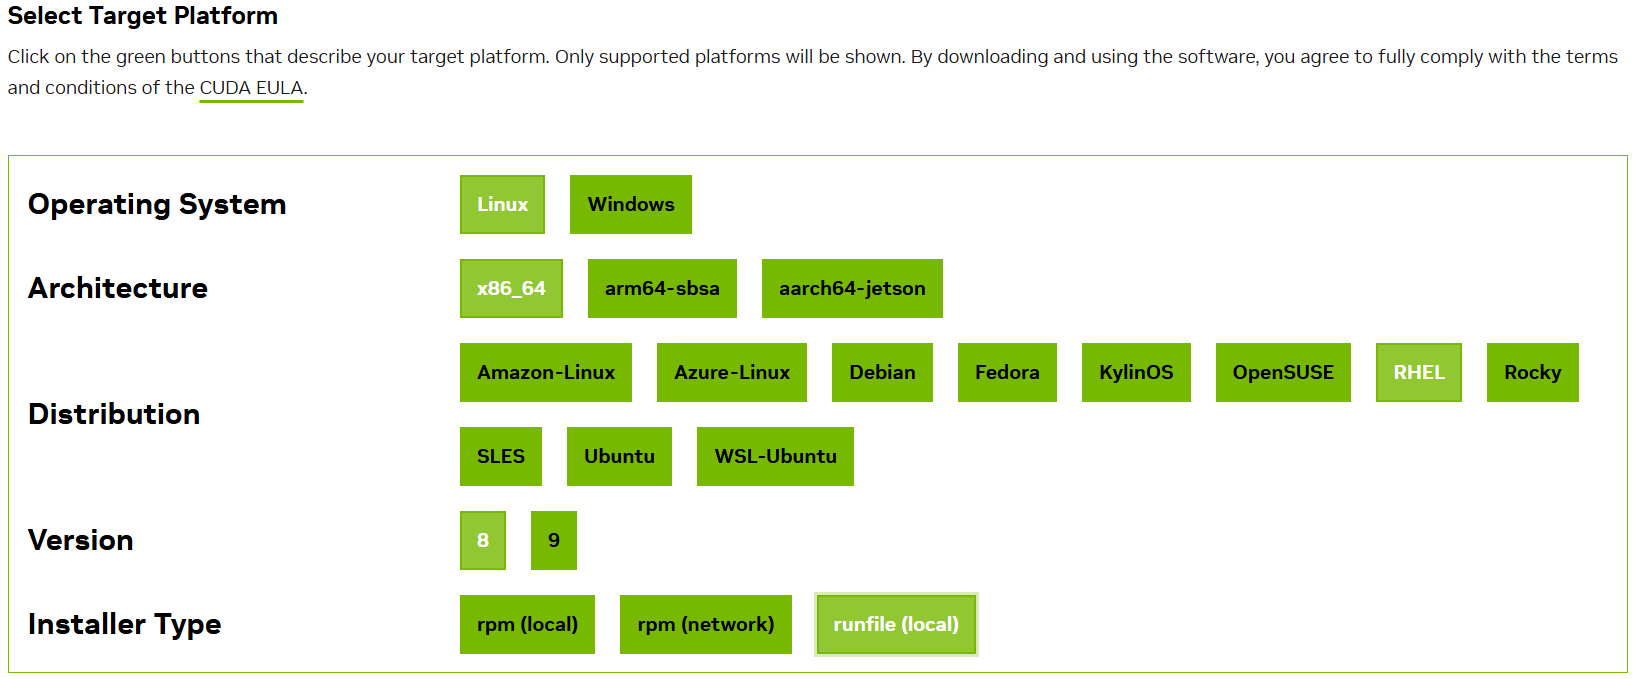 Select Target Platform
Click on the green buttons that describe your target platform. Only supported platforms will be shown. By downloading and using the software, you agree to fully comply with the terms
and conditions of the CUDA EULA.
Operating System
Linux Windows
Architecture
x86_64 arm64-sbsa aarch64-jetson
Distribution
Amazon-Linux Azure-Linux Debian Fedora KylinOS OpenSUSE RHEL Rocky
SLES Ubuntu WSL-Ubuntu
Version
8 9
Installer Type
rpm (local) rpm (network) runfile (local)